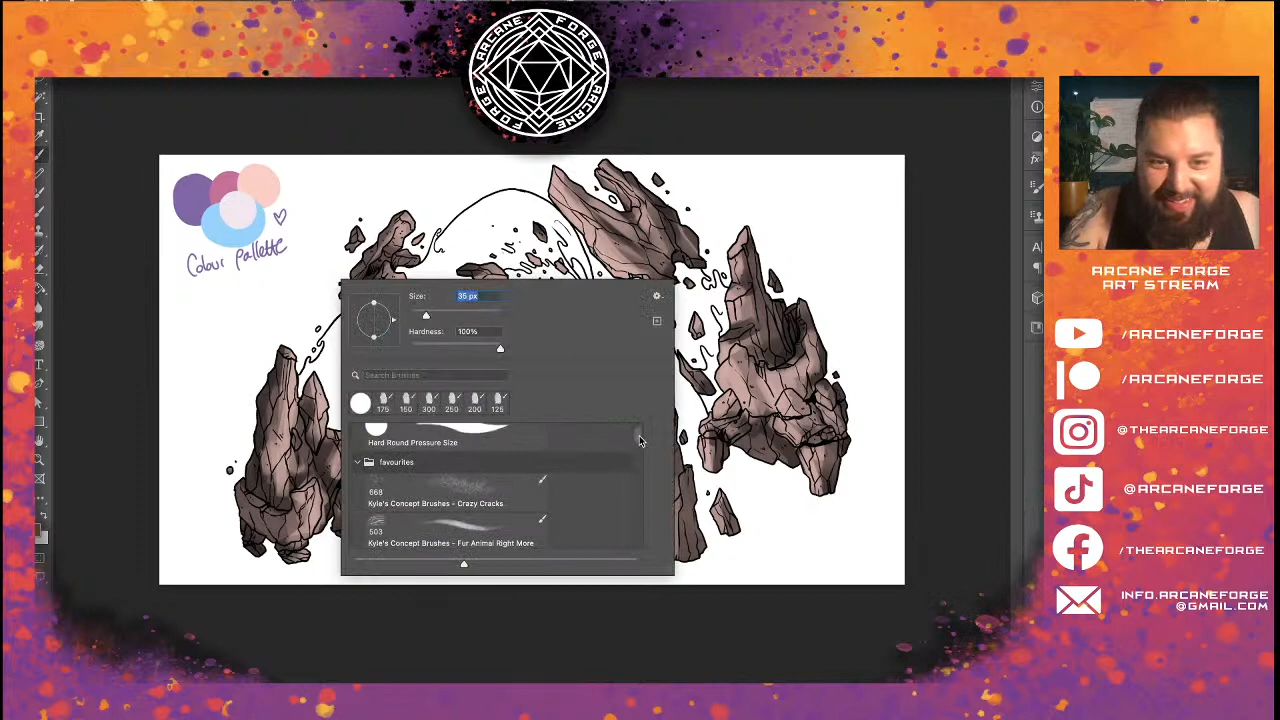 ARCANE FORGE ARCANE FORGE
Colour pallette
Size:
35 px
Hardness:
100%
Search Brushes
175 150 300 250 200 125
Hard Round Pressure Size
favourites
668
Kyle's Concept Brushes - Crazy Cracks
503
Kyle's Concept Brushes - Fur Animal Right More
fx
A
ARCANE FORGE
ART STREAM
/ARCANEFORGE
/ARCANEFORGE
@THEARCANEFORGE
@ARCANEFORGE
/THEARCANEFORGE
INFO.ARCANEFORGE
@GMAIL.COM